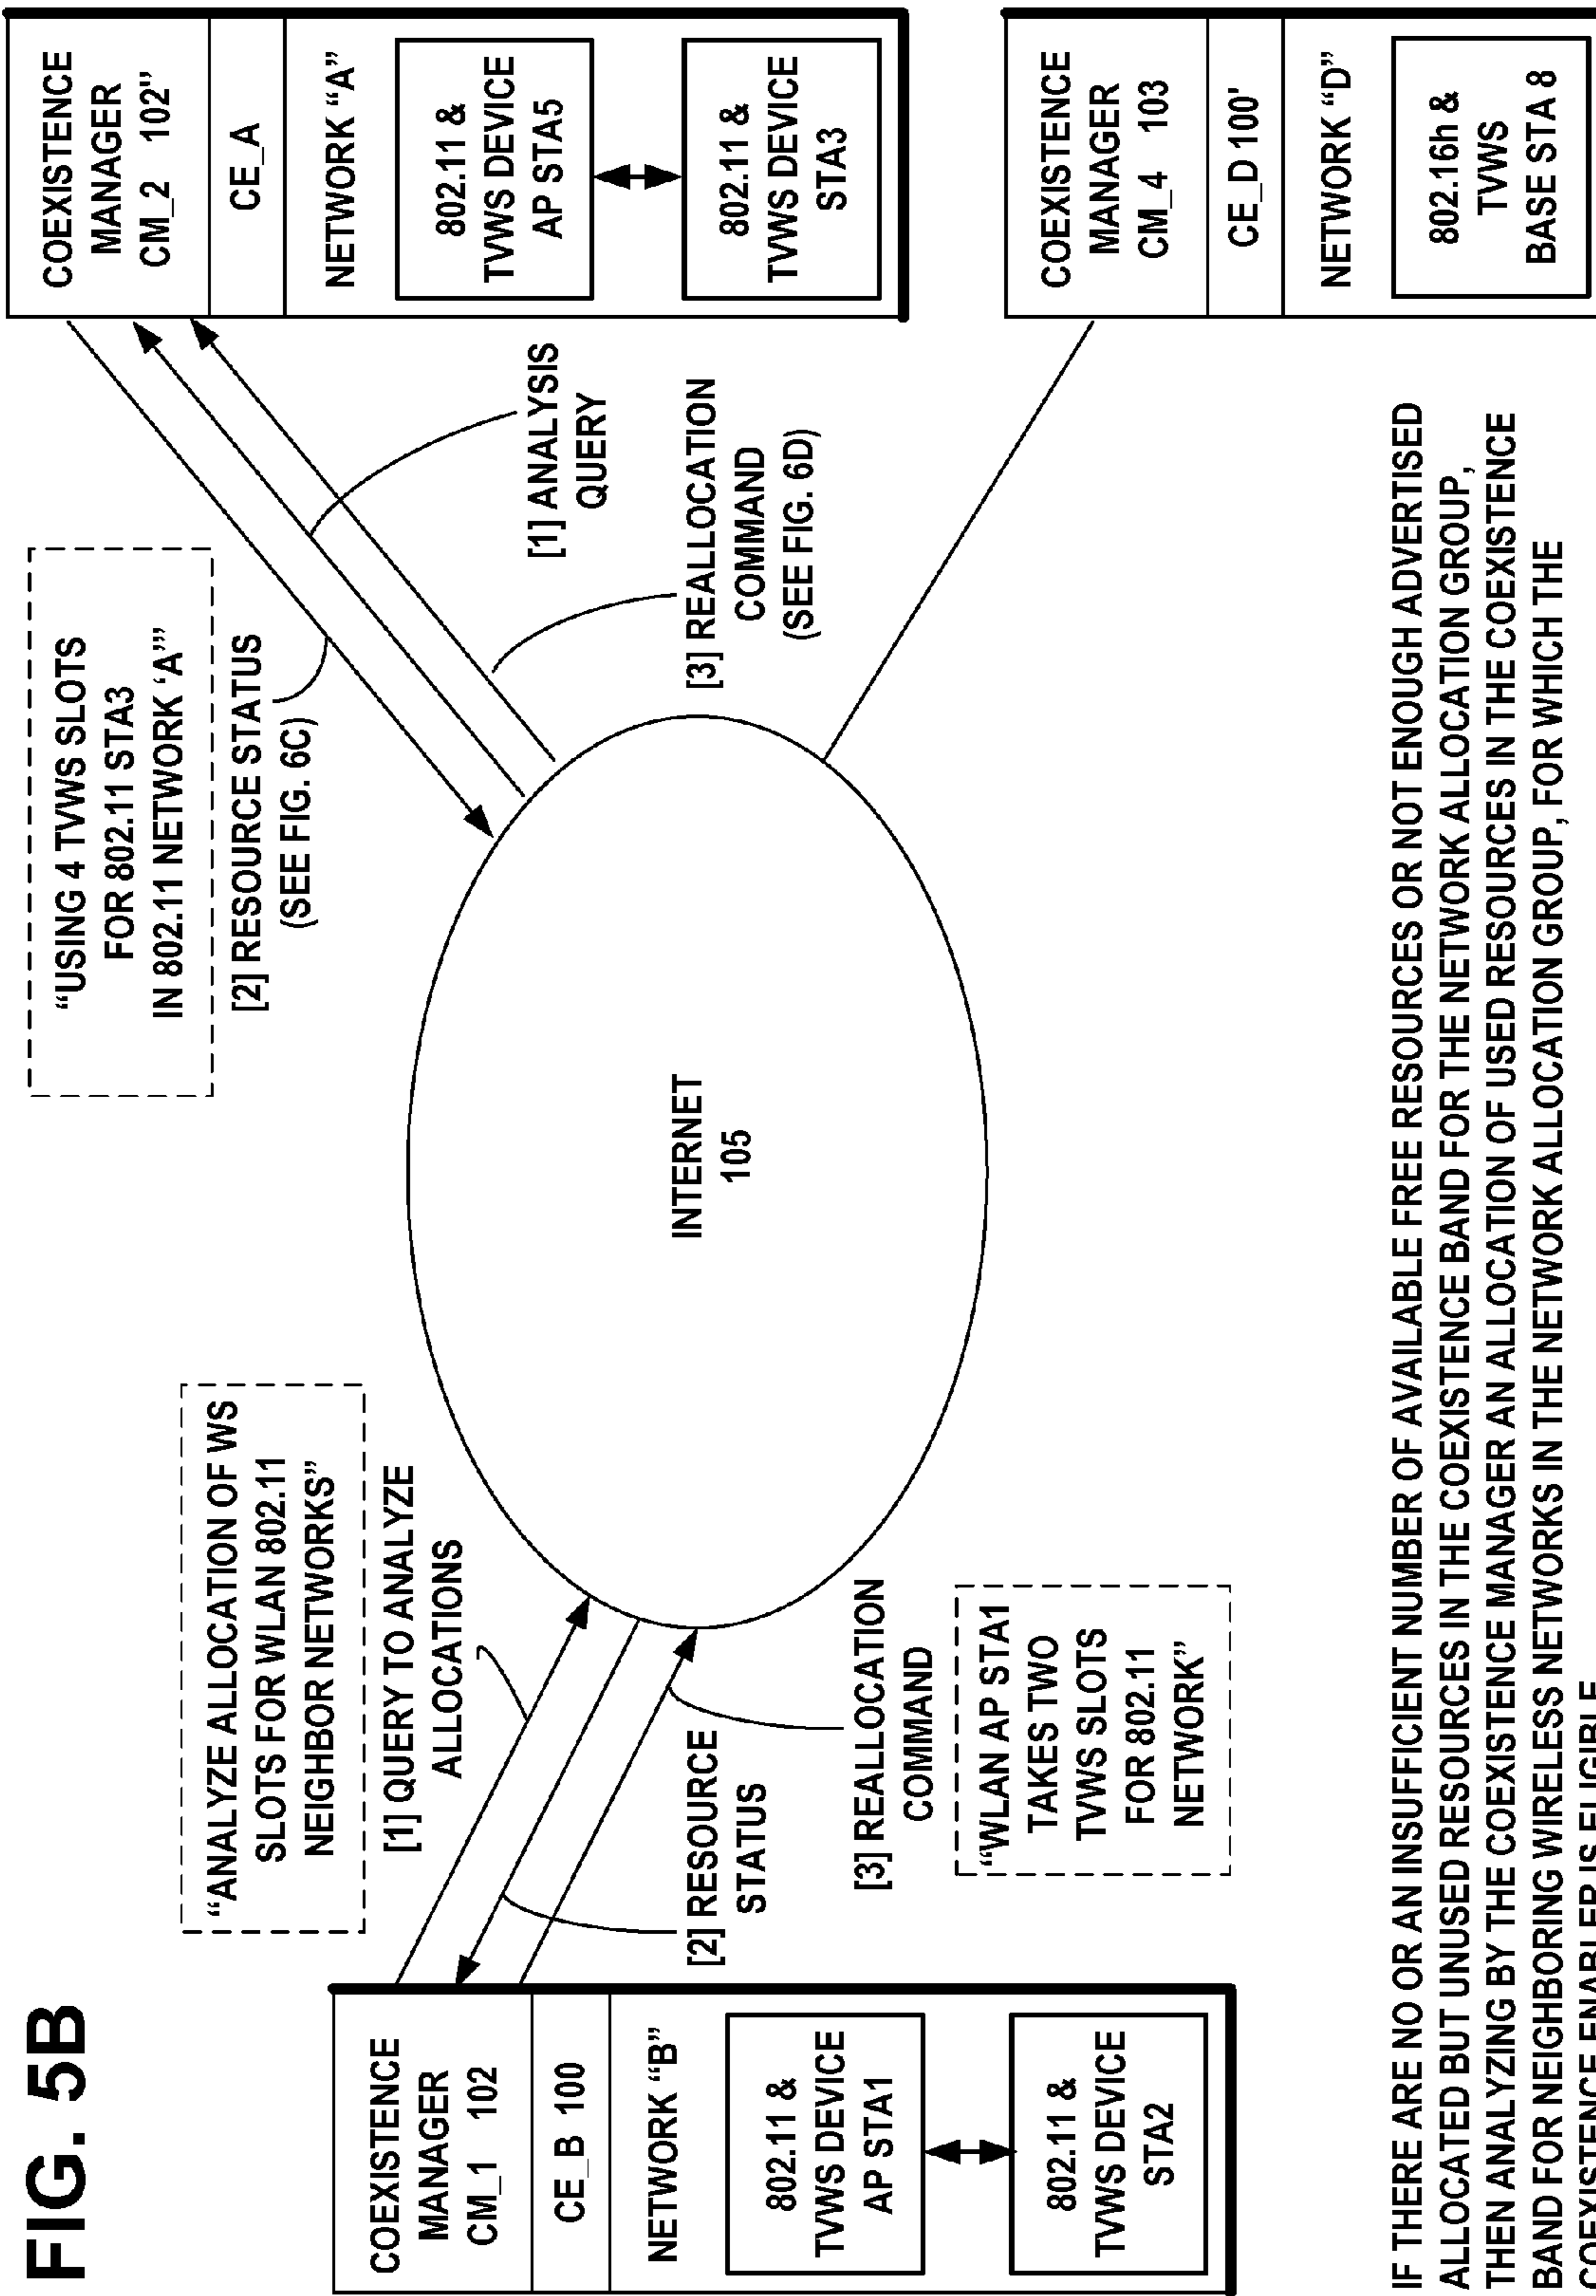 FIG. 5B
COEXISTENCE
MANAGER
CM_1 102
CE_B 100
NETWORK “B”
802.11 &
TVWS DEVICE
AP STA1
802.11 &
TVWS DEVICE
STA2
“ANALYZE ALLOCATION OF WS
SLOTS FOR WLAN 802.11
NEIGHBOR NETWORKS”
[1] QUERY TO ANALYZE
ALLOCATIONS
[2] RESOURCE
STATUS
[3] REALLOCATION
COMMAND
“WLAN AP STA1
TAKES TWO
TVWS SLOTS
FOR 802.11
NETWORK”
INTERNET
105
“USING 4 TVWS SLOTS
FOR 802.11 STA3
IN 802.11 NETWORK ‘A’”
[2] RESOURCE STATUS
(SEE FIG. 6C)
[1] ANALYSIS
QUERY
[3] REALLOCATION
COMMAND
(SEE FIG. 6D)
COEXISTENCE
MANAGER
CM_2 102"
CE_A
NETWORK “A”
802.11 &
TVWS DEVICE
AP STA5
802.11 &
TVWS DEVICE
STA3
COEXISTENCE
MANAGER
CM_4 103
CE_D 100'
NETWORK “D”
802.16h &
TVWS
BASE STA 8
IF THERE ARE NO OR AN INSUFFICIENT NUMBER OF AVAILABLE FREE RESOURCES OR NOT ENOUGH ADVERTISED
ALLOCATED BUT UNUSED RESOURCES IN THE COEXISTENCE BAND FOR THE NETWORK ALLOCATION GROUP,
THEN ANALYZING BY THE COEXISTENCE MANAGER AN ALLOCATION OF USED RESOURCES IN THE COEXISTENCE
BAND FOR NEIGHBORING WIRELESS NETWORKS IN THE NETWORK ALLOCATION GROUP, FOR WHICH THE
COEXISTENCE ENABLER IS ELIGIBLE